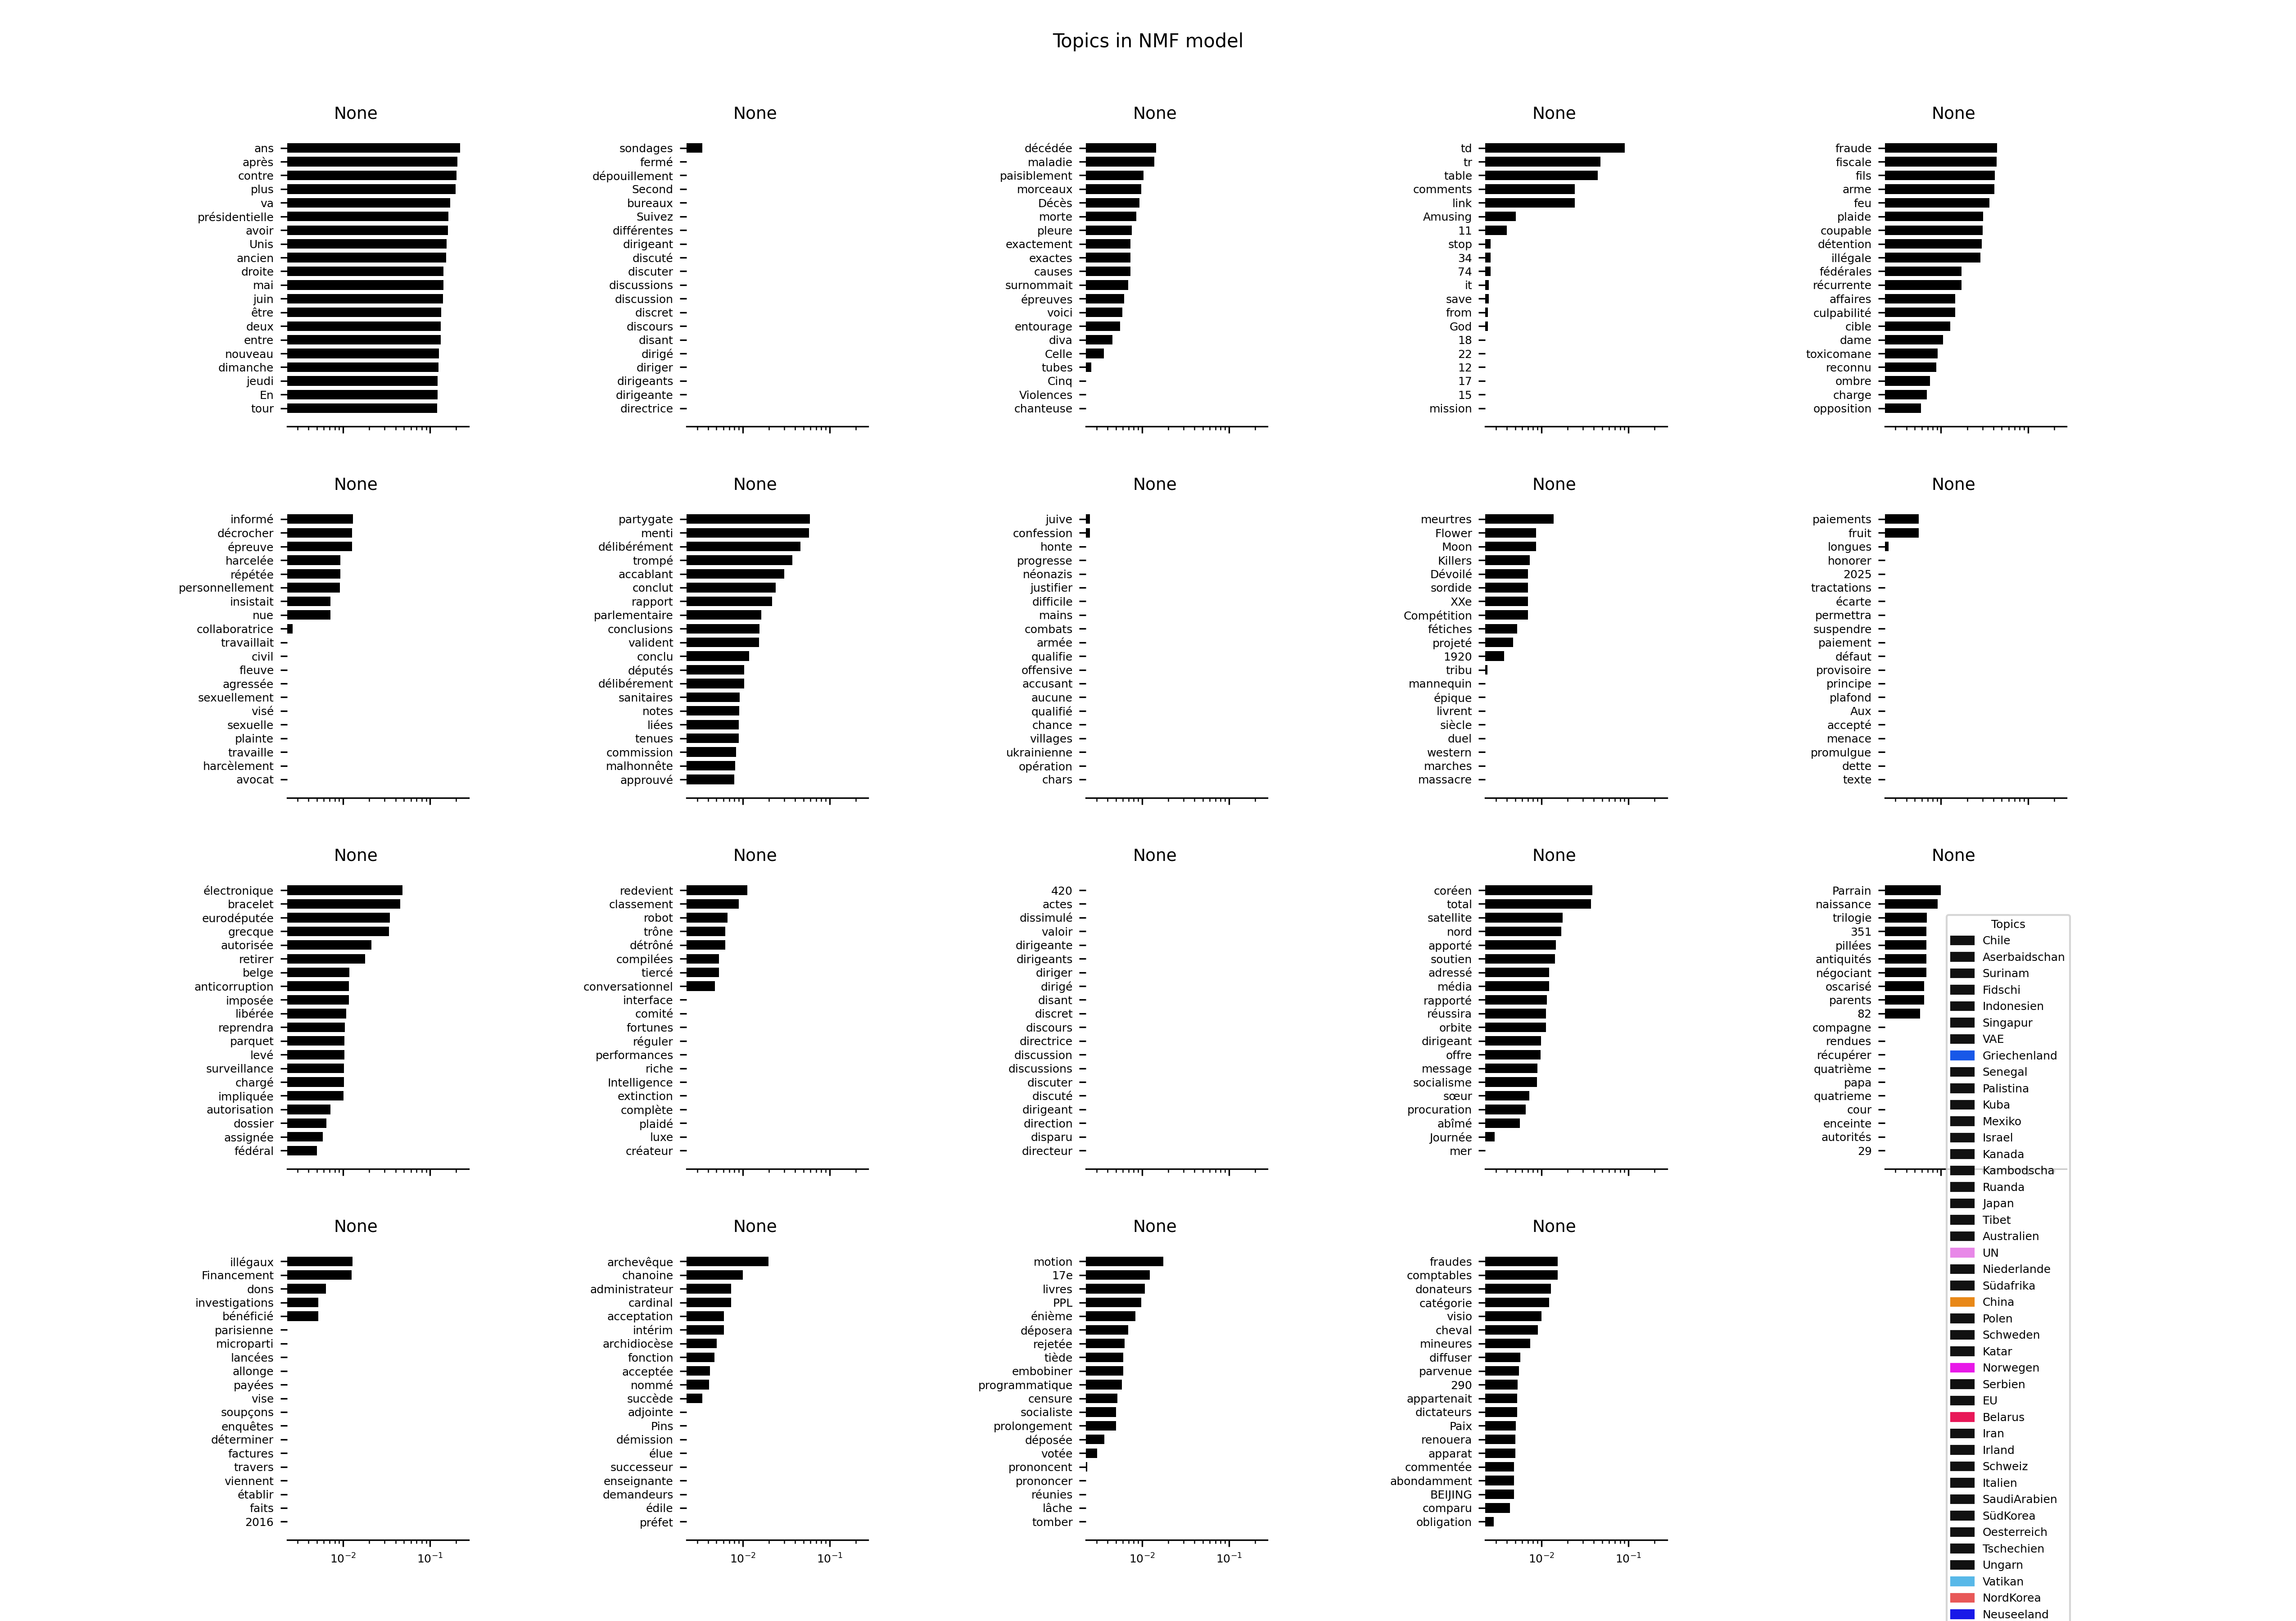 Topics in NMF model
None
ans
après
contre
plus
va
présidentielle
avoir
Unis
ancien
droite
mai
juin
être
deux
entre
nouveau
dimanche
jeudi
En
tour
None
sondages
fermé
dépouillement
Second
bureaux
Suivez
différentes
dirigeant
discuté
discuter
discussions
discussion
discret
discours
disant
dirigé
diriger
dirigeants
dirigeante
directrice
None
décédée
maladie
paisiblement
morceaux
Décès
morte
pleure
exactement
exactes
causes
surnommait
épreuves
voici
entourage
diva
Celle
tubes
Cinq
Violences
chanteuse
None
td
tr
table
comments
link
Amusing
11
stop
34
74
it
save
from
God
18
22
12
17
15
mission
None
fraude
fiscale
fils
arme
feu
plaide
coupable
détention
illégale
fédérales
récurrente
affaires
culpabilité
cible
dame
toxicomane
reconnu
ombre
charge
opposition
None
informé
décrocher
épreuve
harcelée
répétée
personnellement
insistait
nue
collaboratrice
travaillait
civil
fleuve
agressée
sexuellement
visé
sexuelle
plainte
travaille
harcèlement
avocat
None
partygate
menti
délibérément
trompé
accablant
conclut
rapport
parlementaire
conclusions
valident
conclu
députés
délibérement
sanitaires
notes
liées
tenues
commission
malhonnête
approuvé
None
juive
confession
honte
progresse
néonazis
justifier
difficile
mains
combats
armée
qualifie
offensive
accusant
aucune
qualifié
chance
villages
ukrainienne
opération
chars
None
meurtres
Flower
Moon
Killers
Dévoilé
sordide
XXe
Compétition
fétiches
projeté
1920
tribu
mannequin
épique
livrent
siècle
duel
western
marches
massacre
None
paiements
fruit
longues
honorer
2025
tractations
écarte
permettra
suspendre
paiement
défaut
provisoire
principe
plafond
Aux
accepté
menace
promulgue
dette
texte
None
électronique
bracelet
eurodéputée
grecque
autorisée
retirer
belge
anticorruption
imposée
libérée
reprendra
parquet
levé
surveillance
chargé
impliquée
autorisation
dossier
assignée
fédéral
None
redevient
classement
robot
trône
détrôné
compilées
tiercé
conversationnel
interface
comité
fortunes
réguler
performances
riche
Intelligence
extinction
complète
plaidé
luxe
créateur
None
420
actes
dissimulé
valoir
dirigeante
dirigeants
diriger
dirigé
disant
discret
discours
directrice
discussion
discussions
discuter
discuté
dirigeant
direction
disparu
directeur
None
coréen
total
satellite
nord
apporté
soutien
adressé
média
rapporté
réussira
orbite
dirigeant
offre
message
socialisme
sœur
procuration
abîmé
Journée
mer
None
Parrain
naissance
trilogie
351
pillées
antiquités
négociant
oscarisé
parents
82
compagne
rendues
récupérer
quatrième
papa
quatrieme
cour
enceinte
autorités
29
None
illégaux
Financement
dons
investigations
bénéficié
parisienne
microparti
lancées
allonge
payées
vise
soupçons
enquêtes
déterminer
factures
travers
viennent
établir
faits
2016
10⁻² 10⁻¹
None
archevêque
chanoine
administrateur
cardinal
acceptation
intérim
archidiocèse
fonction
acceptée
nommé
succède
adjointe
Pins
démission
élue
successeur
enseignante
demandeurs
édile
préfet
10⁻² 10⁻¹
None
motion
17e
livres
PPL
énième
déposera
rejetée
tiède
embobiner
programmatique
censure
socialiste
prolongement
déposée
votée
prononcent
prononcer
réunies
lâche
tomber
10⁻² 10⁻¹
None
fraudes
comptables
donateurs
catégorie
visio
cheval
mineures
diffuser
parvenue
290
appartenait
dictateurs
Paix
renouera
apparat
commentée
abondamment
BEIJING
comparu
obligation
10⁻² 10⁻¹
Topics
Chile
Aserbaidschan
Surinam
Fidschi
Indonesien
Singapur
VAE
Griechenland
Senegal
Palistina
Kuba
Mexiko
Israel
Kanada
Kambodscha
Ruanda
Japan
Tibet
Australien
UN
Niederlande
Südafrika
China
Polen
Schweden
Katar
Norwegen
Serbien
EU
Belarus
Iran
Irland
Schweiz
Italien
SaudiArabien
SüdKorea
Oesterreich
Tschechien
Ungarn
Vatikan
NordKorea
Neuseeland